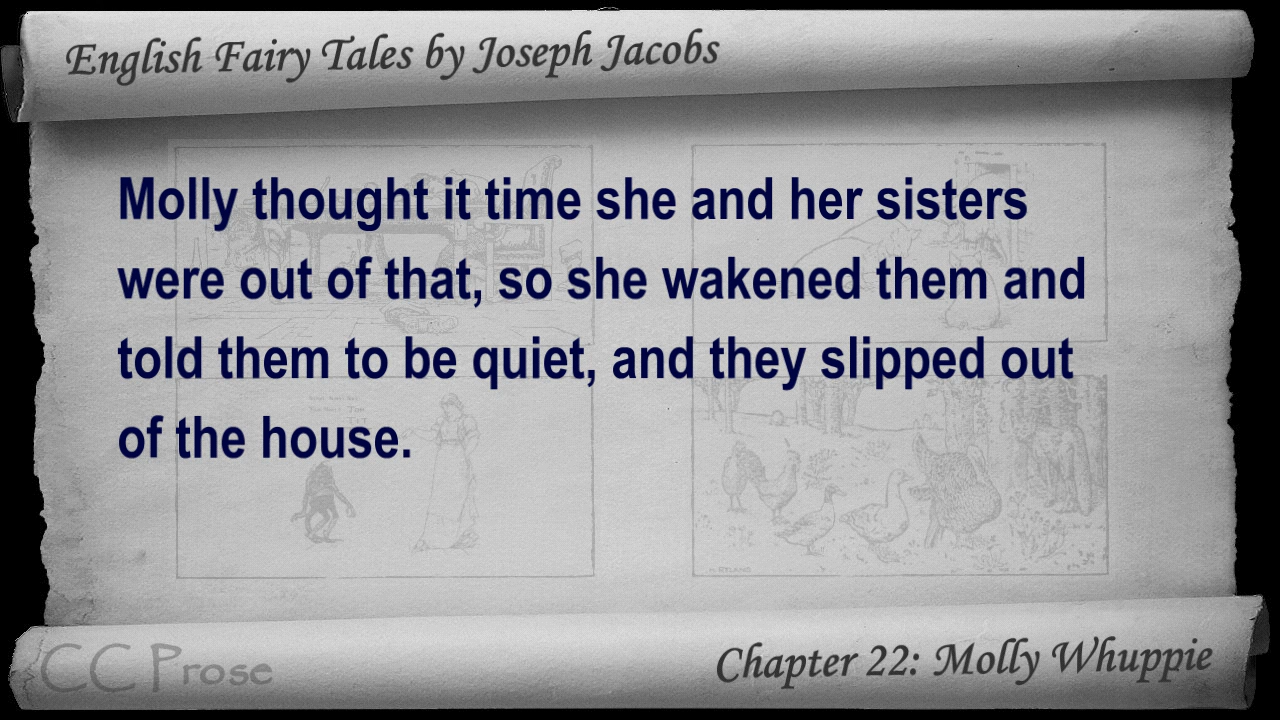 English Fairy Tales by Joseph Jacobs
Molly thought it time she and her sisters
were out of that, so she wakened them and
told them to be quiet, and they slipped out
of the house.
CC Prose
Chapter 22: Molly Whuppie